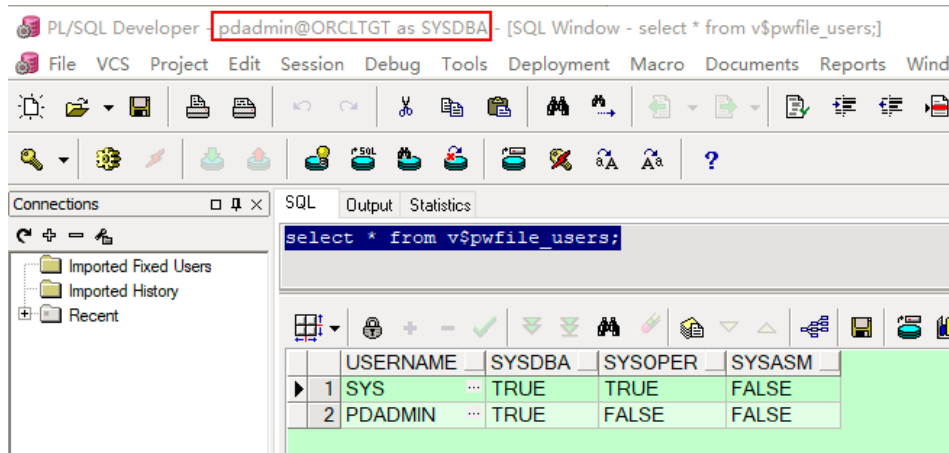 PL/SQL Developer - pdadmin@ORCLTGT as SYSDBA - [SQL Window - select * from v$pwfile_users;]
File VCS Project Edit Session Debug Tools Deployment Macro Documents Reports Wind
Connections
SQL Output Statistics
select * from v$pwfile_users;
Imported Fixed Users
Imported History
Recent
USERNAME SYSDBA SYSOPER SYSASM
1 SYS ... TRUE TRUE FALSE
2 PDADMIN ... TRUE FALSE FALSE